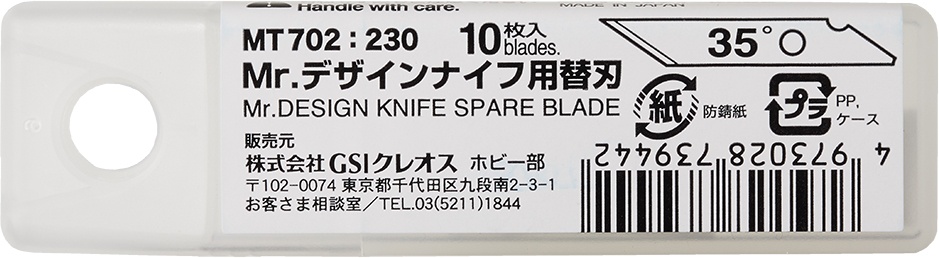 Handle with care.
MADE IN JAPAN
MT702：230
10枚入
blades.
35°○
Mr.デザインナイフ用替刃
Mr.DESIGN KNIFE SPARE BLADE
紙
防錆紙
プラ
PP,
ケース
販売元
株式会社GSIクレオス ホビー部
〒102-0074 東京都千代田区九段南2-3-1
お客さま相談室／TEL.03(5211)1844
4 973028 739442